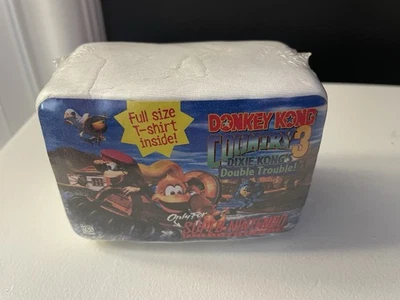 Full size
T-shirt
inside!
DONKEY KONG
COUNTRY 3
DIXIE KONG'S
Double Trouble!
Only For
SUPER NINTENDO